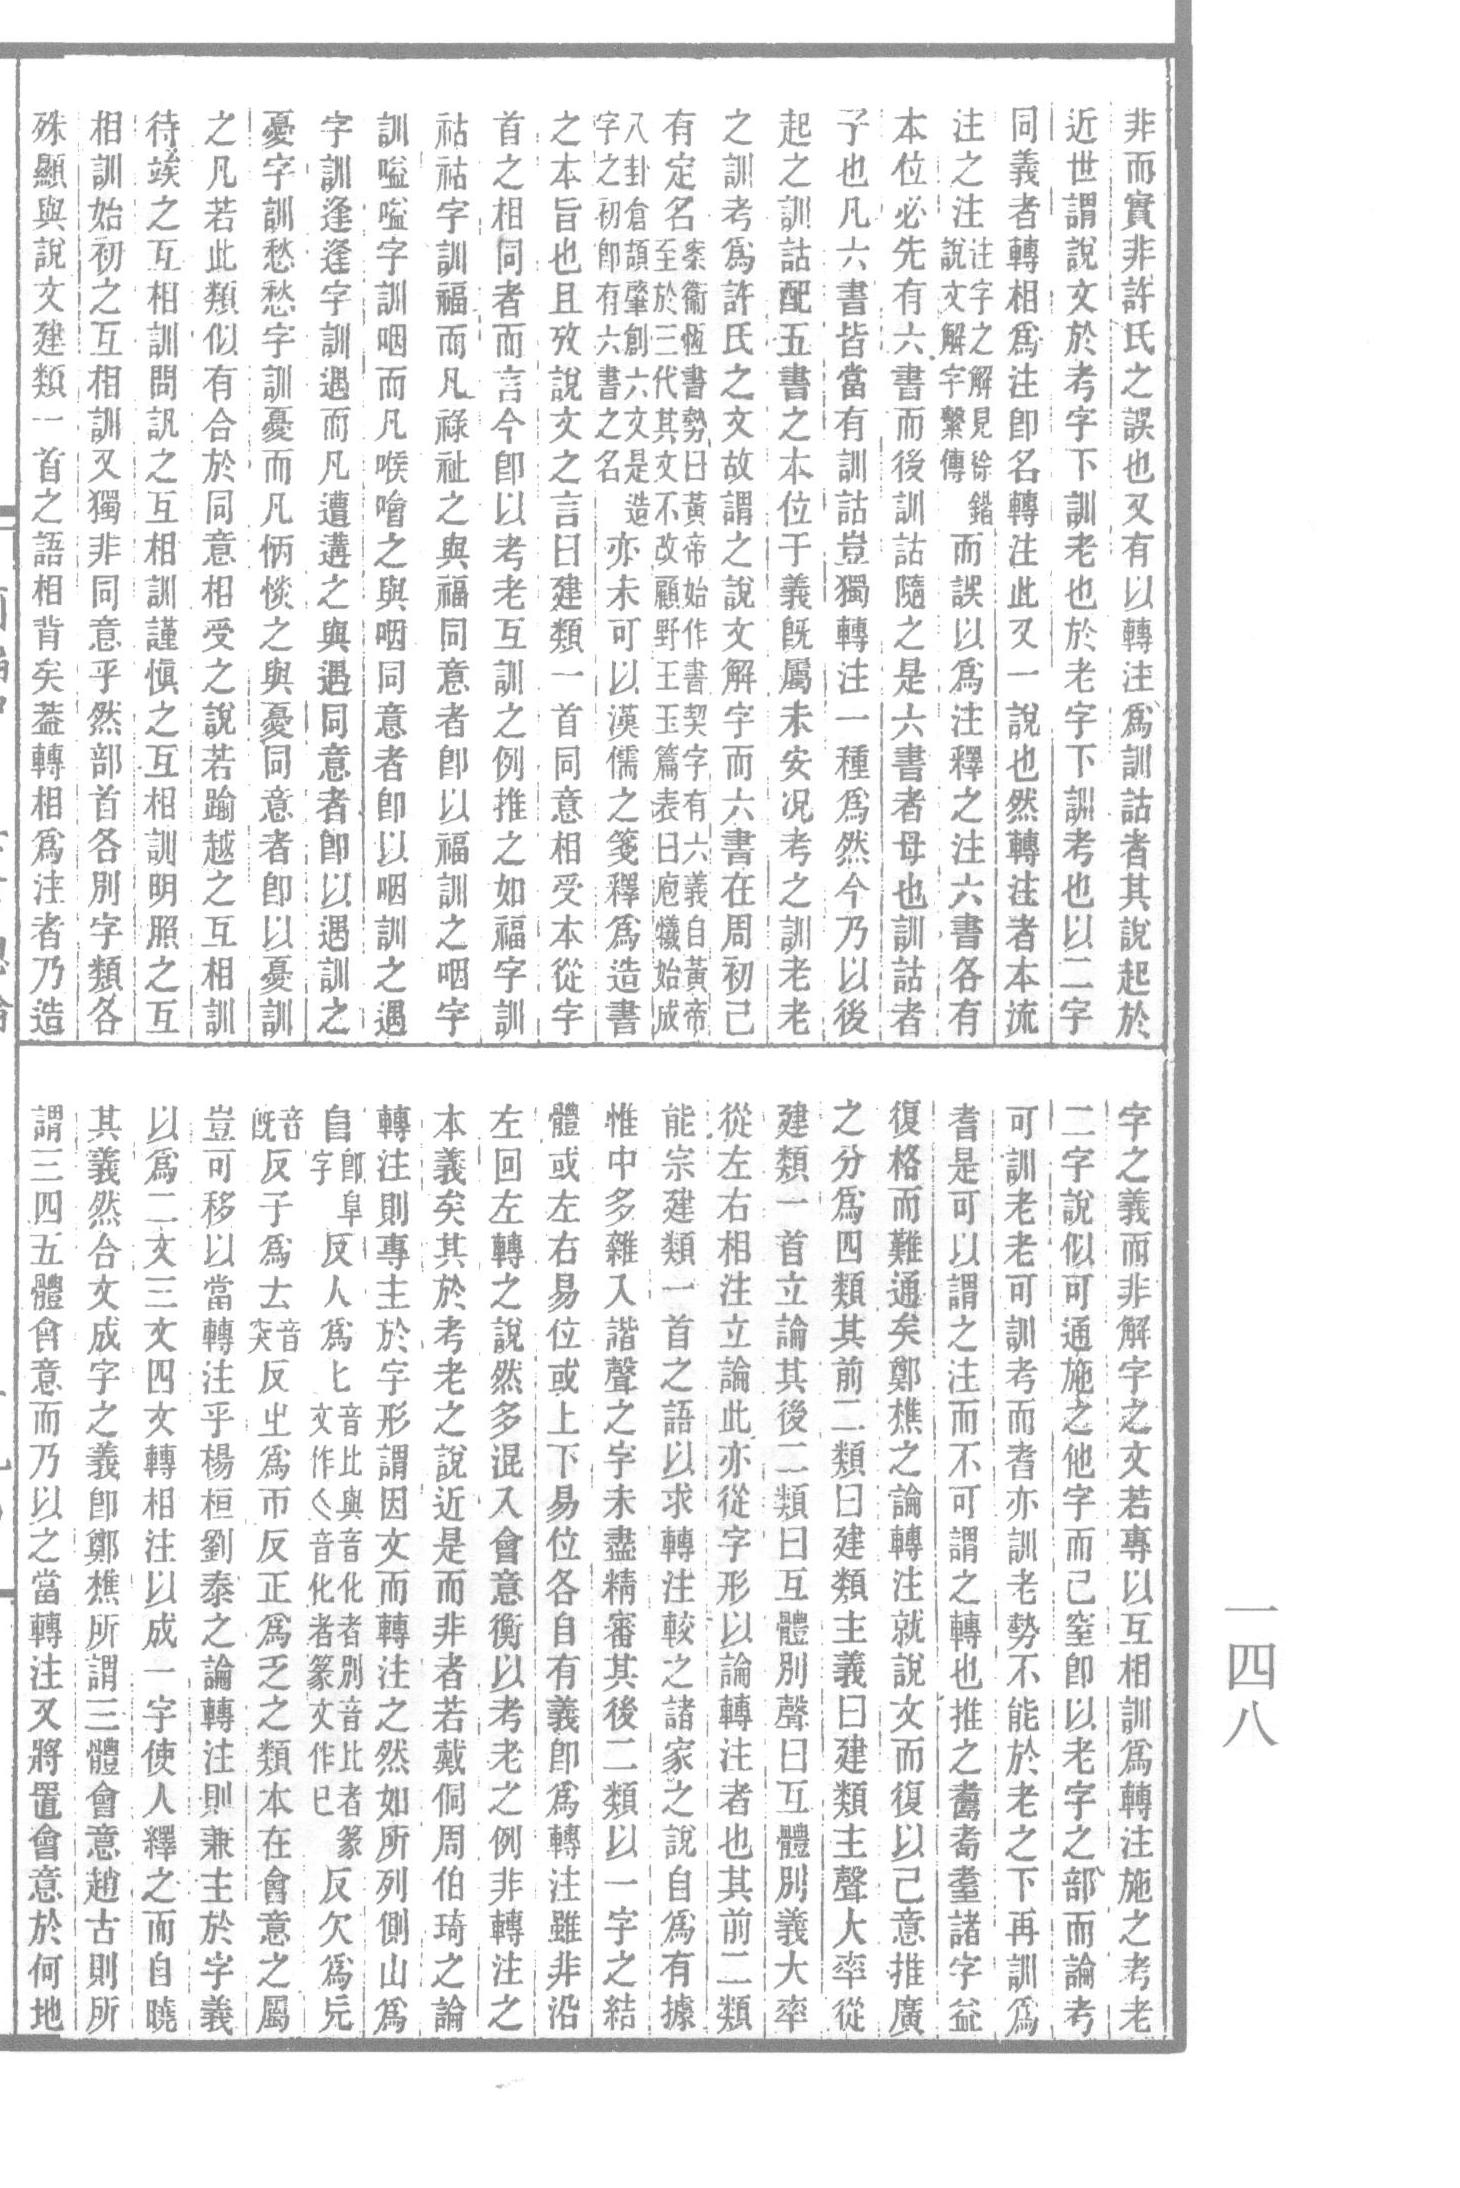 非而實非許氏之誤也又有以轉注爲訓詁者其說起於
近世謂說文於考字下訓老也於老字下訓考也以二字
同義者轉相爲注卽名轉注此又一說也然轉注者本流
注之注注字之解見徐鍇說文解字繫傳而誤以爲注釋之注六書各有
本位必先有六書而後訓詁隨之是六書者母也訓詁者
子也凡六書皆當有訓詁豈獨轉注一種爲然今乃以後
起之訓詁配五書之本位于義旣屬未安况考之訓老老
之訓考爲許氏之文故謂之說文解字而六書在周初已
有定名案衞恆書勢曰黃帝始作書契字有六義自黃帝至於三代其文不改顧野王玉篇表曰庖犧始成
八卦倉頡肇創六文是造字之初卽有六書之名亦未可以漢儒之箋釋爲造書
之本旨也且攷說文之言曰建類一首同意相受本從字
首之相同者而言今卽以考老互訓之例推之如福字訓
祜祜字訓福而凡祿祉之與福同意者卽以福訓之咽字
訓嗌嗌字訓咽而凡喉噲之與咽同意者卽以咽訓之遇
字訓逢逢字訓遇而凡遭遘之與遇同意者卽以遇訓之
憂字訓愁愁字訓憂而凡怲惔之與憂同意者卽以憂訓
之凡若此類似有合於同意相受之說若踰越之互相訓
待竢之互相訓問訊之互相訓謹愼之互相訓明照之互
相訓始初之互相訓又獨非同意乎然部首各別字類各
殊顯與說文建類一首之語相背矣葢轉相爲注者乃造
字之義而非解字之文若專以互相訓爲轉注施之考老
二字說似可通施之他字而已窒卽以老字之部而論考
可訓老老可訓考而耆亦訓老勢不能於老之下再訓爲
耆是可以謂之注而不可謂之轉也推之耆耇耋諸字益
復格而難通矣鄭樵之論轉注就說文而復以己意推廣
之分爲四類其前二類曰建類主義曰建類主聲大率從
建類一首立論其後二類曰互體別聲曰互體別義大率
從左右相注立論此亦從字形以論轉注者也其前二類
能宗建類一首之語以求轉注較之諸家之說自爲有據
惟中多雜入諧聲之字未盡精審其後二類以一字之結
體或左右易位或上下易位各自有義卽爲轉注雖非沿
左回左轉之說然多混入會意衡以考老之例非轉注之
本義矣其於考老之說近是而非者若戴侗周伯琦之論
轉注則專主於字形謂因文而轉注之然如所列側山爲
𨸏卽阜字反人爲匕音比與音化者別音比者篆文作𠤎音化者篆文作匕反欠爲旡
音旣反子爲𠫓音突反㞢爲帀反正爲乏之類本在會意之屬
豈可移以當轉注乎楊桓劉泰之論轉注則兼主於字義
以爲二文三文四文轉相注以成一字使人繹之而自曉
其義然合文成字之義卽鄭樵所謂三體會意趙古則所
謂三四五體會意而乃以之當轉注又將置會意於何地
一四八